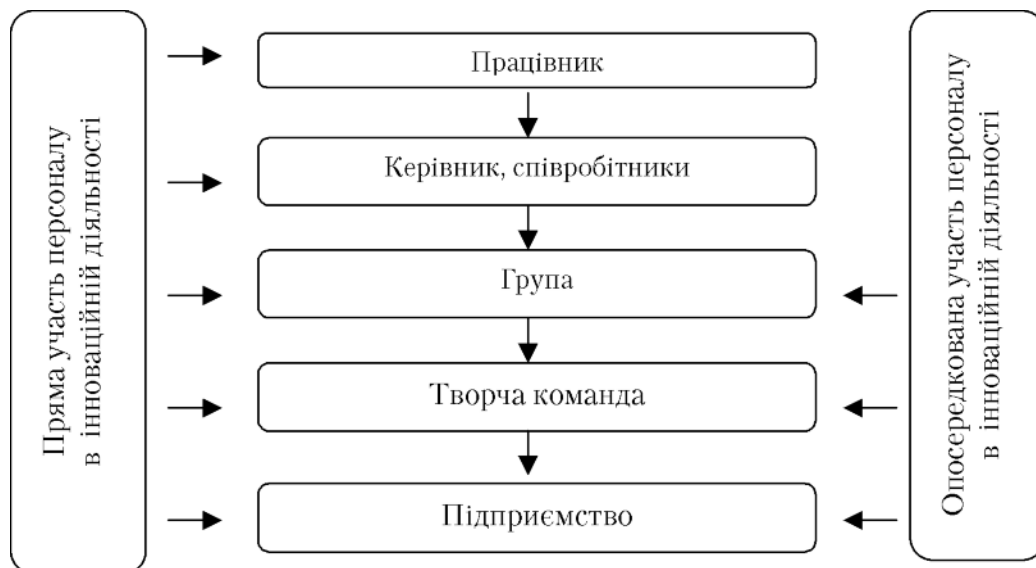 Пряма участь персоналу
в інноваційній діяльності
Працівник
Керівник, співробітники
Група
Творча команда
Підприємство
Опосередкована участь персоналу
в інноваційній діяльності